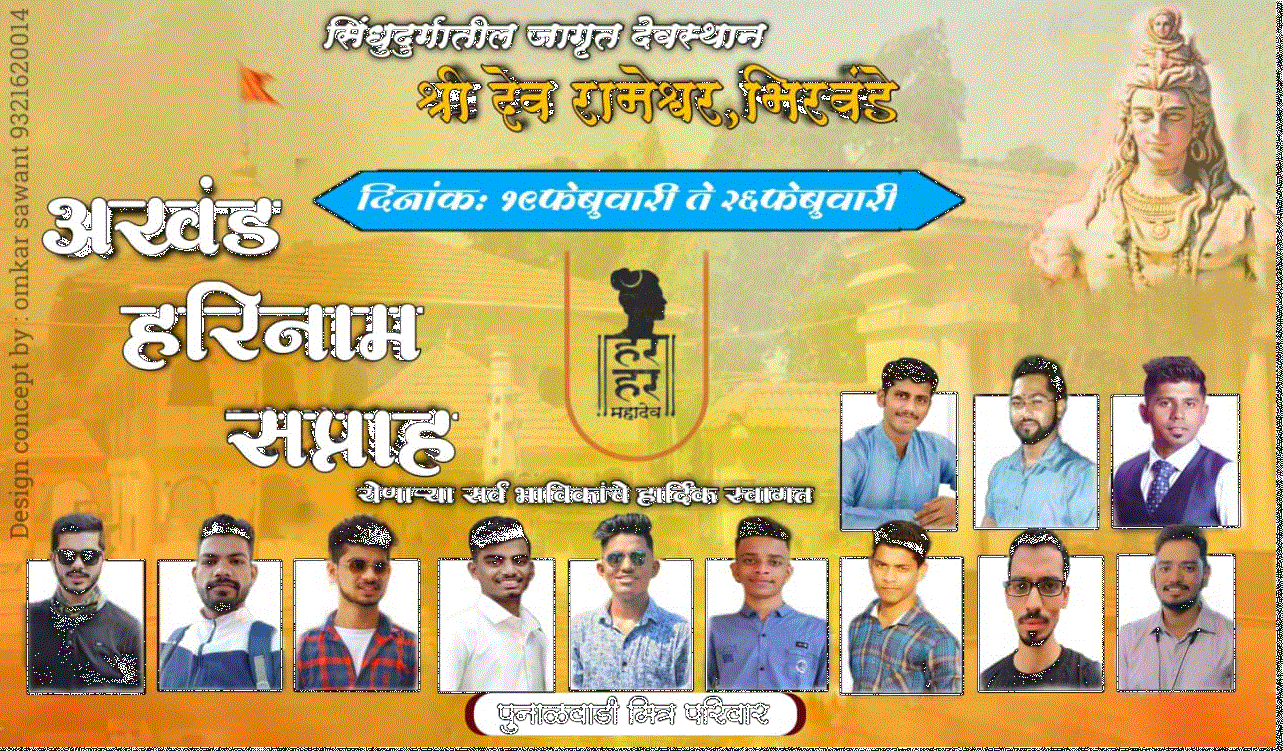 सिंधुदुर्गातील जागृत देवस्थान
श्री देव रामेश्वर,भिरवंडे
दिनांक: १९फेब्रुवारी ते २६फेब्रुवारी
अखंड
हरिनाम
सप्ताह
हर
हर
महादेव
येणाऱ्या सर्व भाविकांचे हार्दिक स्वागत
पुनाळवाडी मित्र परिवार
Design concept by : omkar sawant 9321620014